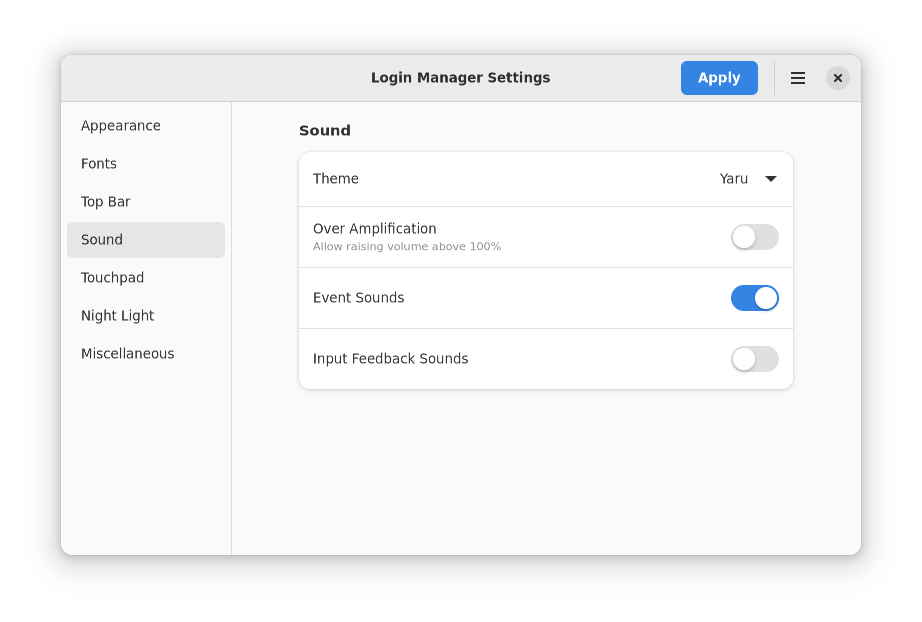 Login Manager Settings
Apply
Appearance
Fonts
Top Bar
Sound
Touchpad
Night Light
Miscellaneous
Sound
Theme
Yaru
Over Amplification
Allow raising volume above 100%
Event Sounds
Input Feedback Sounds